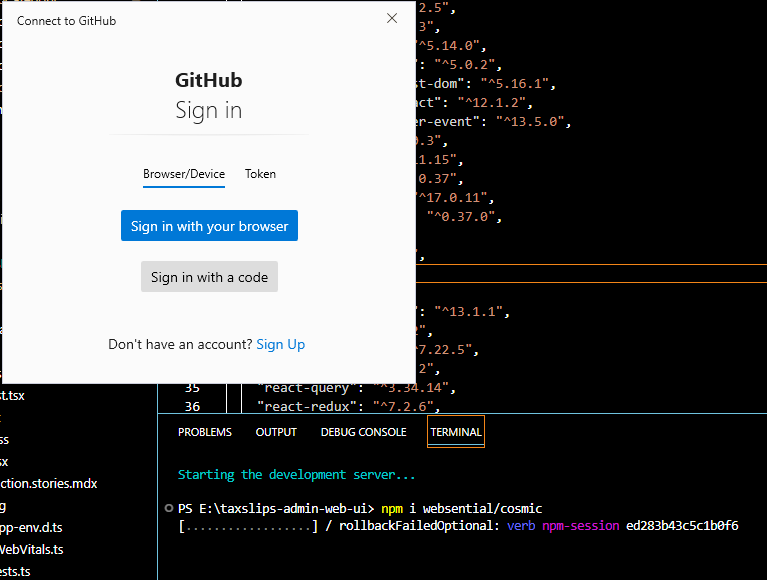 Connect to GitHub
GitHub
Sign in
Browser/Device Token
Sign in with your browser
Sign in with a code
Don't have an account? Sign Up
2.5",
3",
"^5.14.0",
": "^5.0.2",
st-dom": "^5.16.1",
act": "^12.1.2",
er-event": "^13.5.0",
0.3",
1.15",
0.37",
^17.0.11",
"^0.37.0",
",
": "^13.1.1",
2",
^7.22.5",
2",
35 "react-query": "^3.34.14",
36 "react-redux": "^7.2.6",
t.tsx
ss
sx
ction.stories.mdx
g
pp-env.d.ts
WebVitals.ts
ests.ts
PROBLEMS OUTPUT DEBUG CONSOLE TERMINAL
Starting the development server...
PS E:\taxslips-admin-web-ui> npm i websential/cosmic
[..................] / rollbackFailedOptional: verb npm-session ed283b43c5c1b0f6